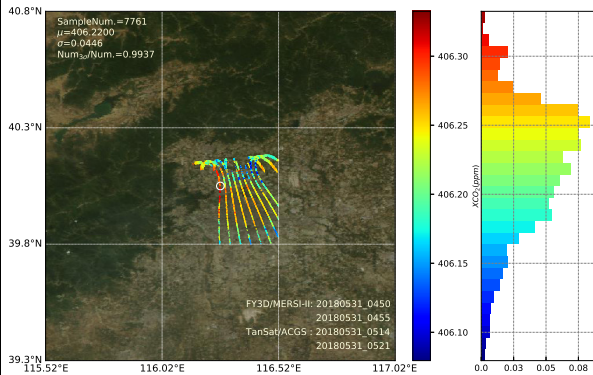 40.8°N
SampleNum.=7761
μ=406.2200
σ=0.0446
Num3σ/Num.=0.9937
40.3°N
39.8°N
39.3°N
FY3D/MERSI-II: 20180531_0450
20180531_0455
TanSat/ACGS : 20180531_0514
20180531_0521
115.52°E
116.02°E
116.52°E
117.02°E
406.30
406.25
406.20
406.15
406.10
XCO2(ppm)
0.0
0.03
0.05
0.08